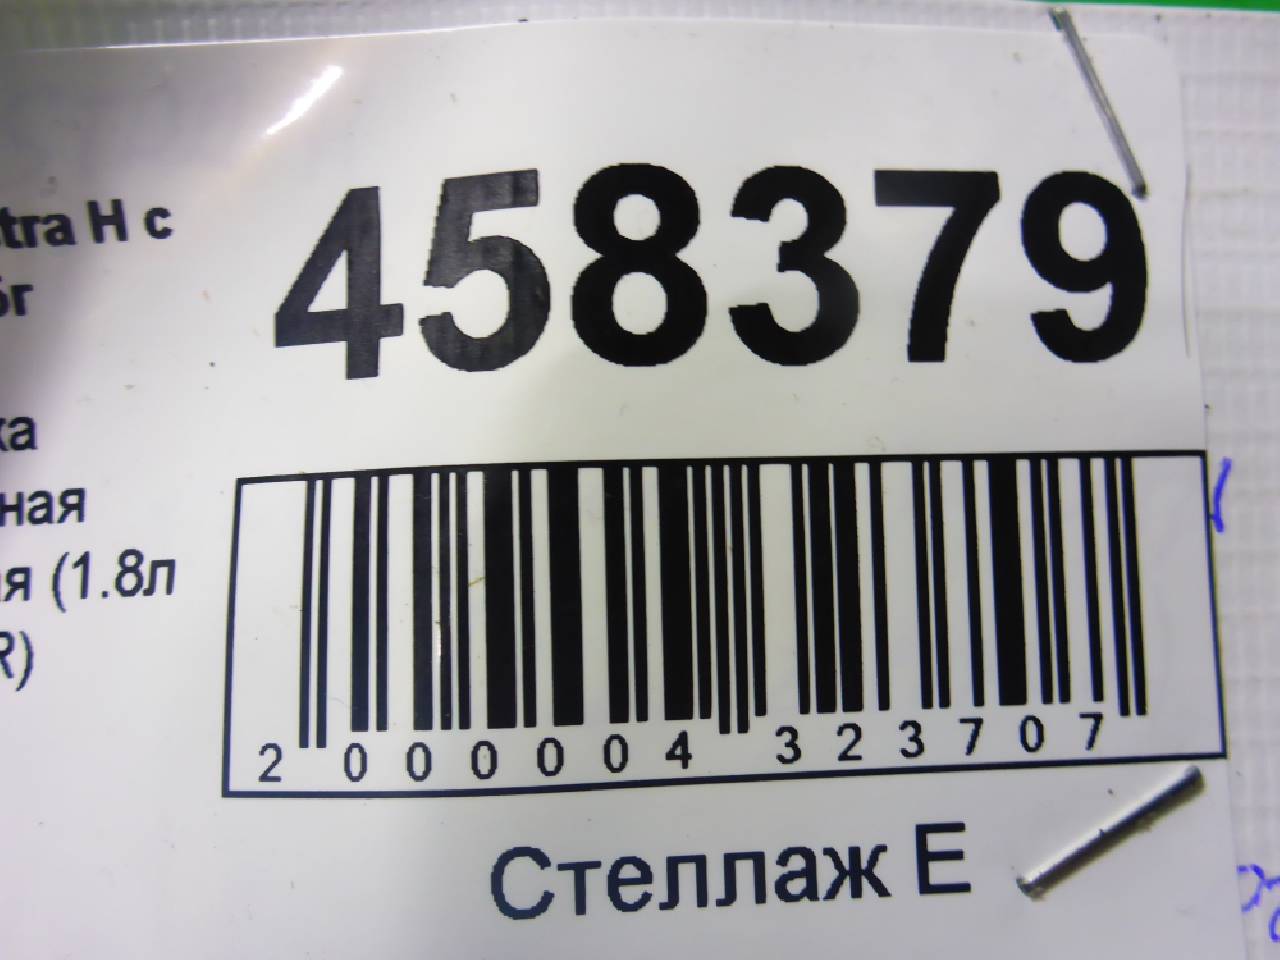 458379
tra H с
г
ка
ная
я (1.8л
R)
2 000004 323707
Стеллаж Е